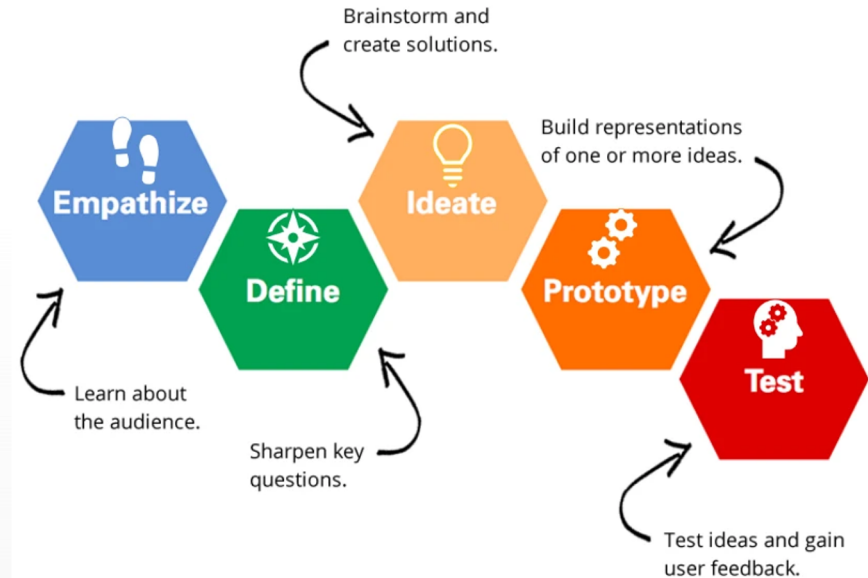 Brainstorm and
create solutions.
Build representations
of one or more ideas.
Empathize
Ideate
Define
Prototype
Test
Learn about
the audience.
Sharpen key
questions.
Test ideas and gain
user feedback.